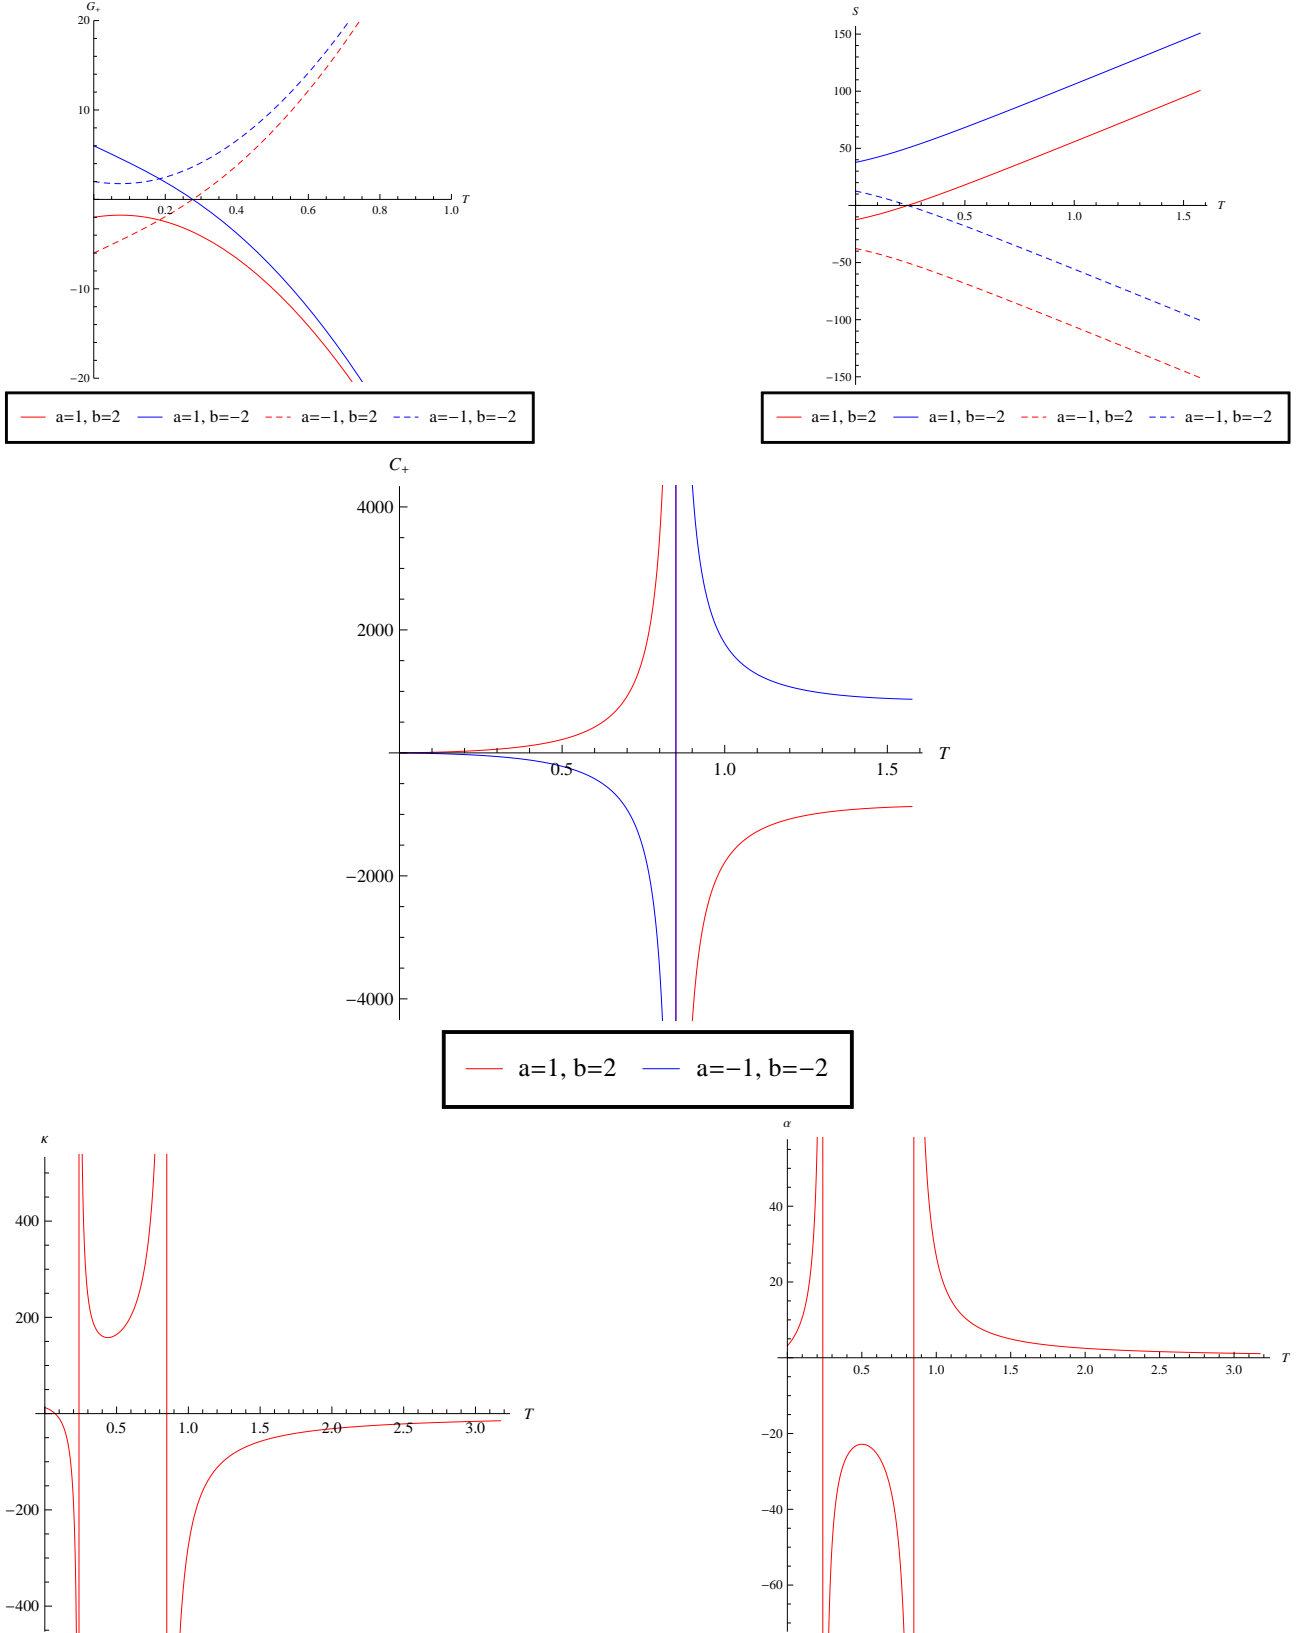 G₊
20
10
−10
−20
0.2 0.4 0.6 0.8 1.0 T
a=1, b=2 a=1, b=−2 a=−1, b=2 a=−1, b=−2
S
150
100
50
−50
−100
−150
0.5 1.0 1.5 T
a=1, b=2 a=1, b=−2 a=−1, b=2 a=−1, b=−2
C₊
4000
2000
−2000
−4000
0.5 1.0 1.5 T
a=1, b=2 a=−1, b=−2
κ
400
200
−200
−400
0.5 1.0 1.5 2.0 2.5 3.0 T
α
40
20
−20
−40
−60
0.5 1.0 1.5 2.0 2.5 3.0 T